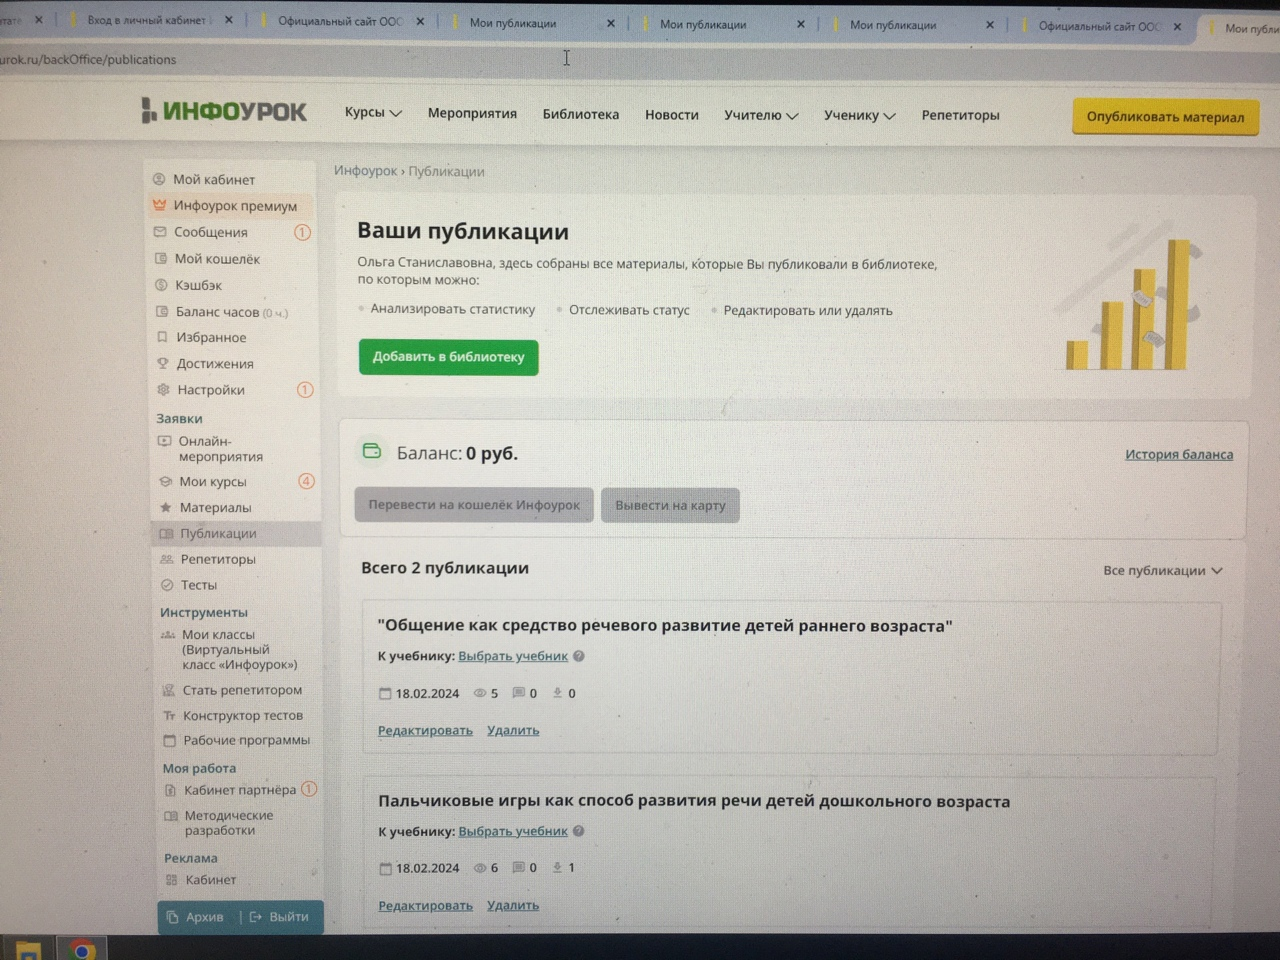 Вход в личный кабинет
Официальный сайт ООС
Мои публикации
Мои публикации
Мои публикации
Официальный сайт ООС
Мои публи
urok.ru/backOffice/publications
ИНФОУРОК
Курсы
Мероприятия
Библиотека
Новости
Учителю
Ученику
Репетиторы
Опубликовать материал
Мой кабинет
Инфоурок премиум
Сообщения 1
Мой кошелёк
Кэшбэк
Баланс часов (0 ч.)
Избранное
Достижения
Настройки 1
Заявки
Онлайн-
мероприятия
Мои курсы 4
Материалы
Публикации
Репетиторы
Тесты
Инструменты
Мои классы
(Виртуальный
класс «Инфоурок»)
Стать репетитором
Конструктор тестов
Рабочие программы
Моя работа
Кабинет партнёра 1
Методические
разработки
Реклама
Кабинет
Архив | Выйти
Инфоурок › Публикации
Ваши публикации
Ольга Станиславовна, здесь собраны все материалы, которые Вы публиковали в библиотеке,
по которым можно:
Анализировать статистику
Отслеживать статус
Редактировать или удалять
Добавить в библиотеку
Баланс: 0 руб.
История баланса
Перевести на кошелёк Инфоурок
Вывести на карту
Всего 2 публикации
Все публикации
"Общение как средство речевого развитие детей раннего возраста"
К учебнику: Выбрать учебник ?
18.02.2024 5 0 0
Редактировать Удалить
Пальчиковые игры как способ развития речи детей дошкольного возраста
К учебнику: Выбрать учебник ?
18.02.2024 6 0 1
Редактировать Удалить